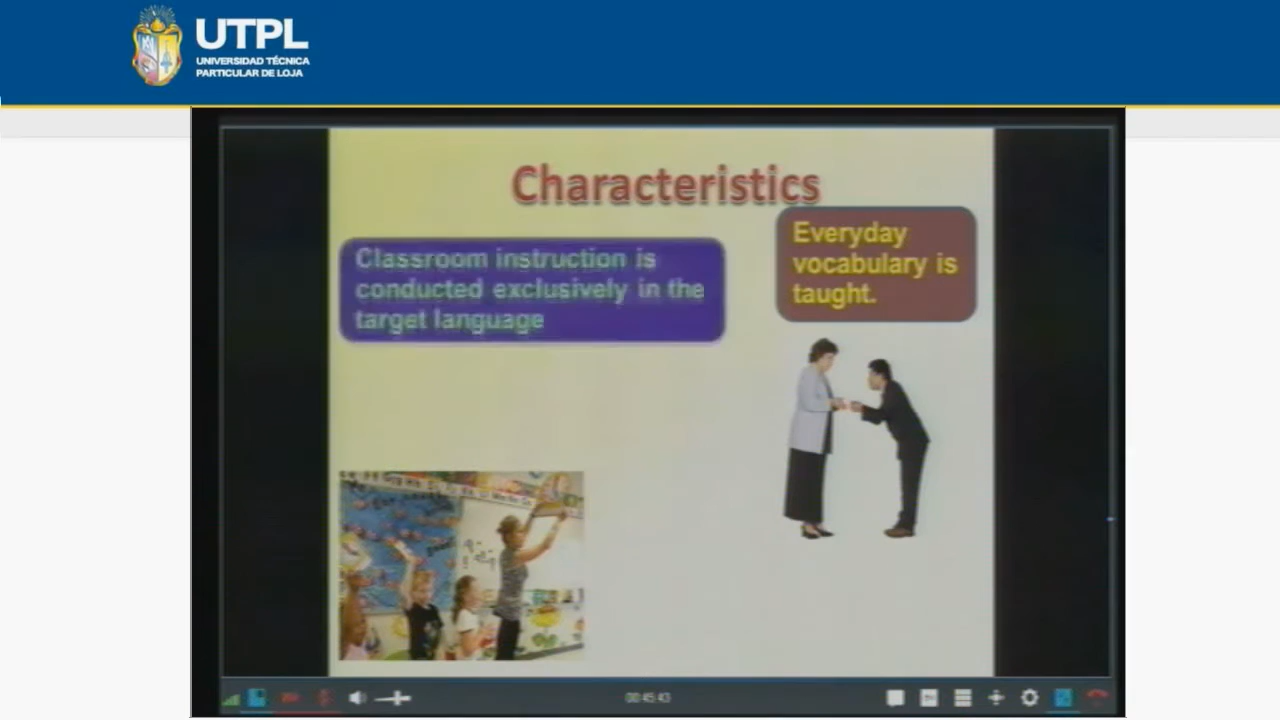 UTPL
UNIVERSIDAD TÉCNICA
PARTICULAR DE LOJA
Characteristics
Classroom instruction is
conducted exclusively in the
target language
Everyday
vocabulary is
taught.
00:45:43